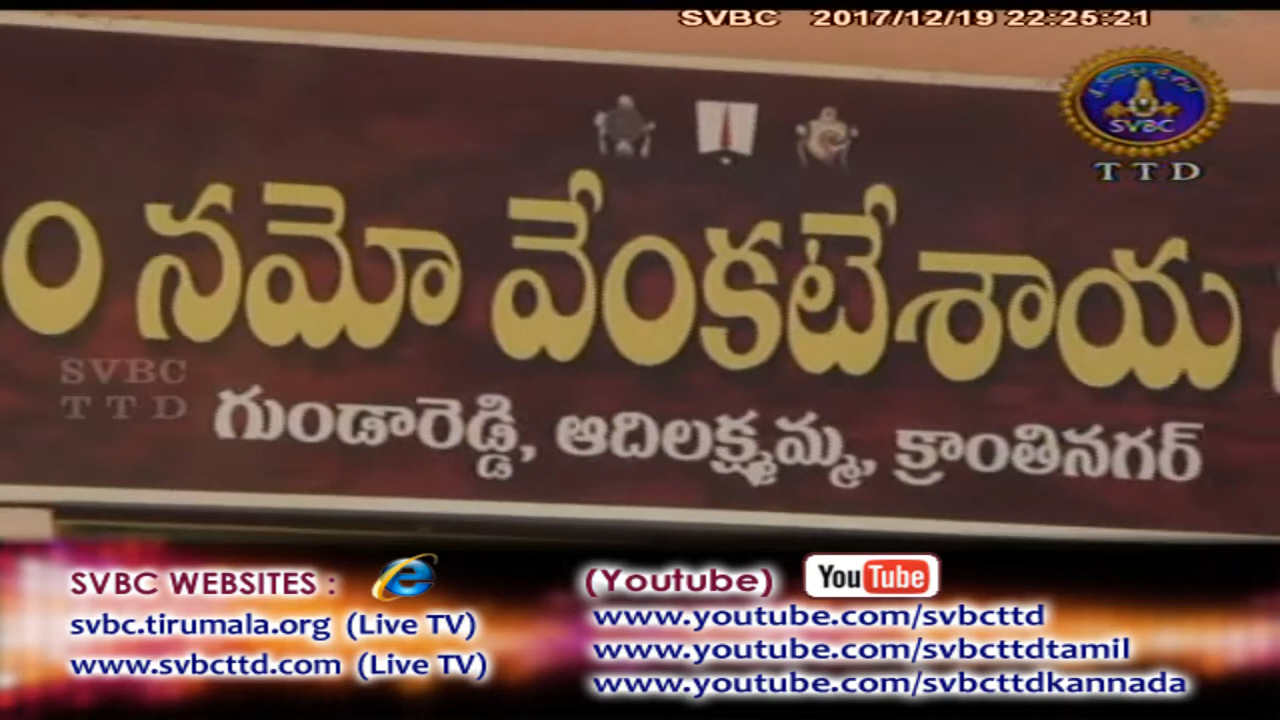 SVBC 2017/12/19 22:25:21
SVBC
TTD
ం నమో వేంకటేశాయ
SVBC
TTD
గుండారెడ్డి, ఆదిలక్ష్మమ్మ, క్రాంతినగర్
SVBC WEBSITES :
svbc.tirumala.org (Live TV)
www.svbcttd.com (Live TV)
(Youtube) YouTube
www.youtube.com/svbcttd
www.youtube.com/svbcttdtamil
www.youtube.com/svbcttdkannada